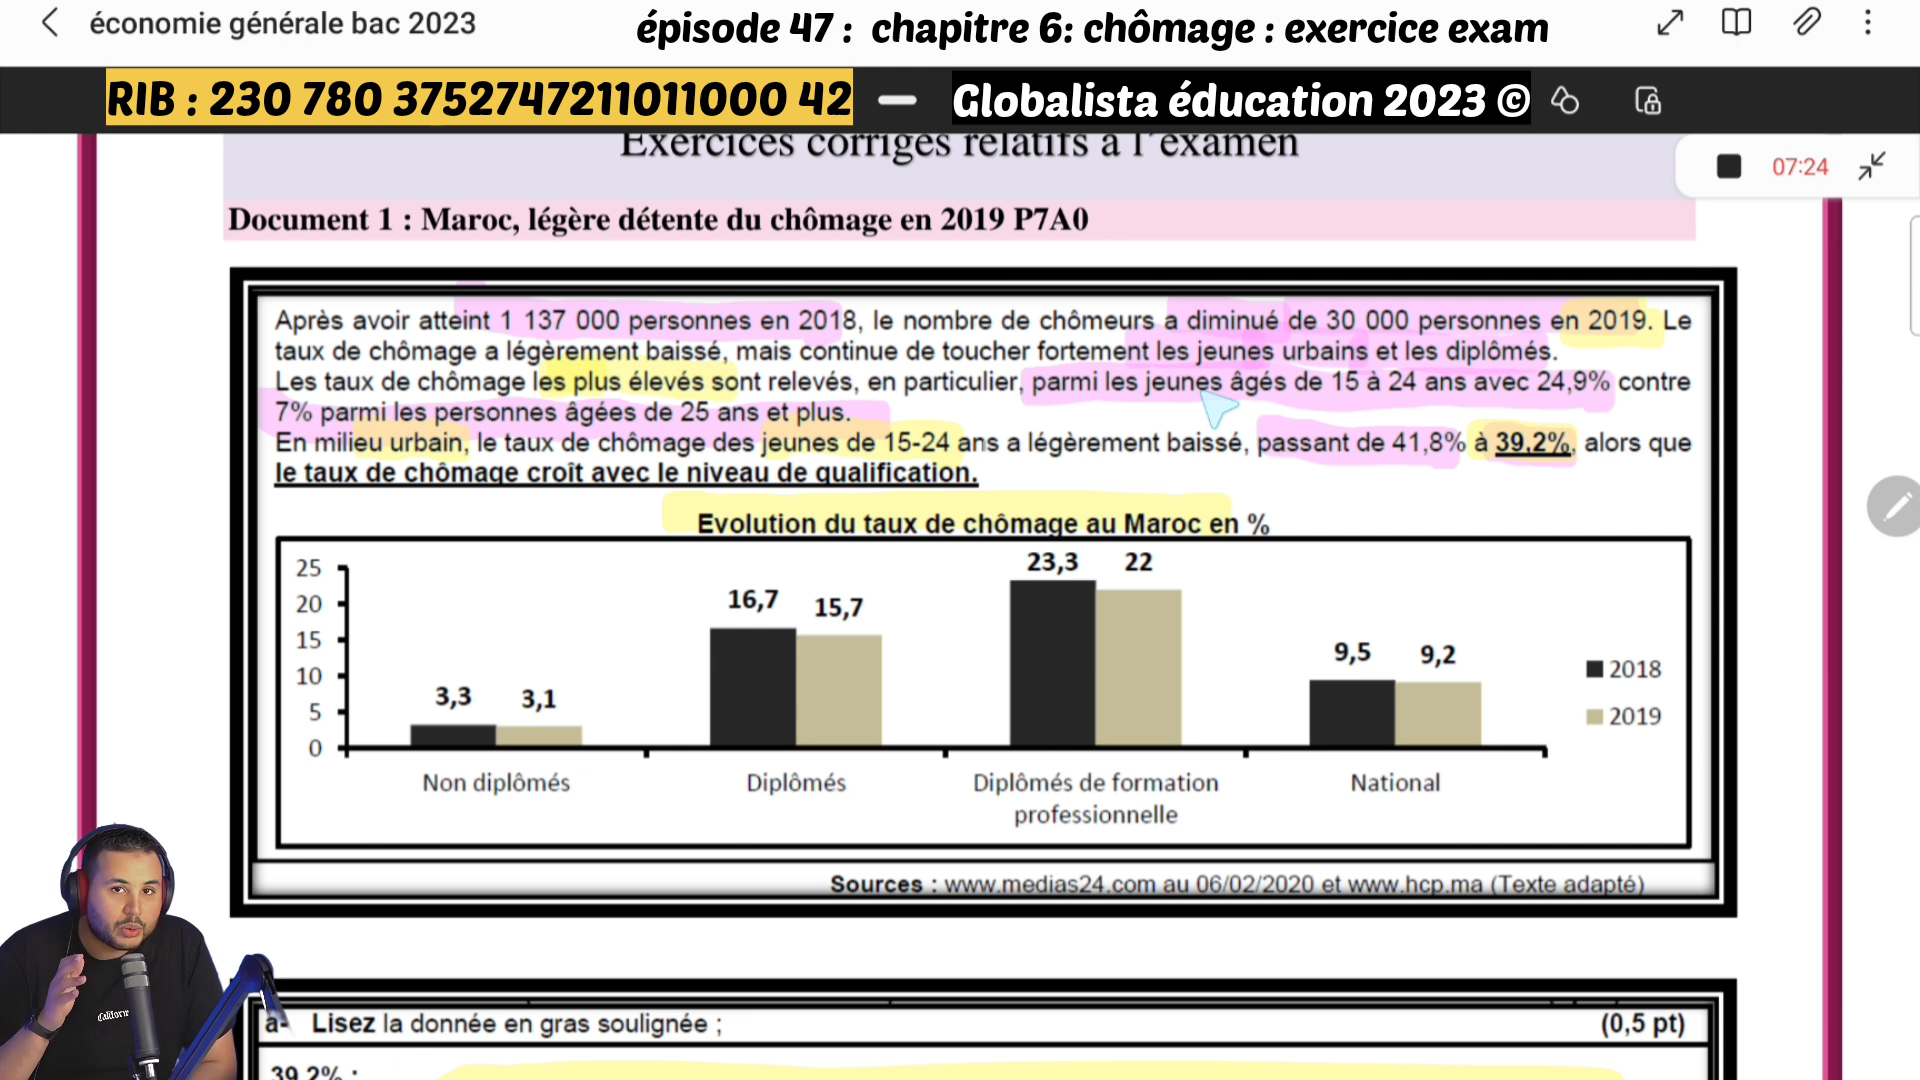 économie générale bac 2023
épisode 47 : chapitre 6: chômage : exercice exam
RIB : 230 780 3752747211011000 42
Globalista éducation 2023 ©
Exercices corrigés relatifs à l'examen
07:24
Document 1 : Maroc, légère détente du chômage en 2019 P7A0
Après avoir atteint 1 137 000 personnes en 2018, le nombre de chômeurs a diminué de 30 000 personnes en 2019. Le
taux de chômage a légèrement baissé, mais continue de toucher fortement les jeunes urbains et les diplômés.
Les taux de chômage les plus élevés sont relevés, en particulier, parmi les jeunes âgés de 15 à 24 ans avec 24,9% contre
7% parmi les personnes âgées de 25 ans et plus.
En milieu urbain, le taux de chômage des jeunes de 15-24 ans a légèrement baissé, passant de 41,8% à 39,2%, alors que
le taux de chômage croît avec le niveau de qualification.
Evolution du taux de chômage au Maroc en %
25
20
15
10
5
0
3,3
3,1
16,7
15,7
23,3
22
9,5
9,2
2018
2019
Non diplômés
Diplômés
Diplômés de formation
professionnelle
National
Sources : www.medias24.com au 06/02/2020 et www.hcp.ma (Texte adapté)
a- Lisez la donnée en gras soulignée ; (0,5 pt)
39,2% :